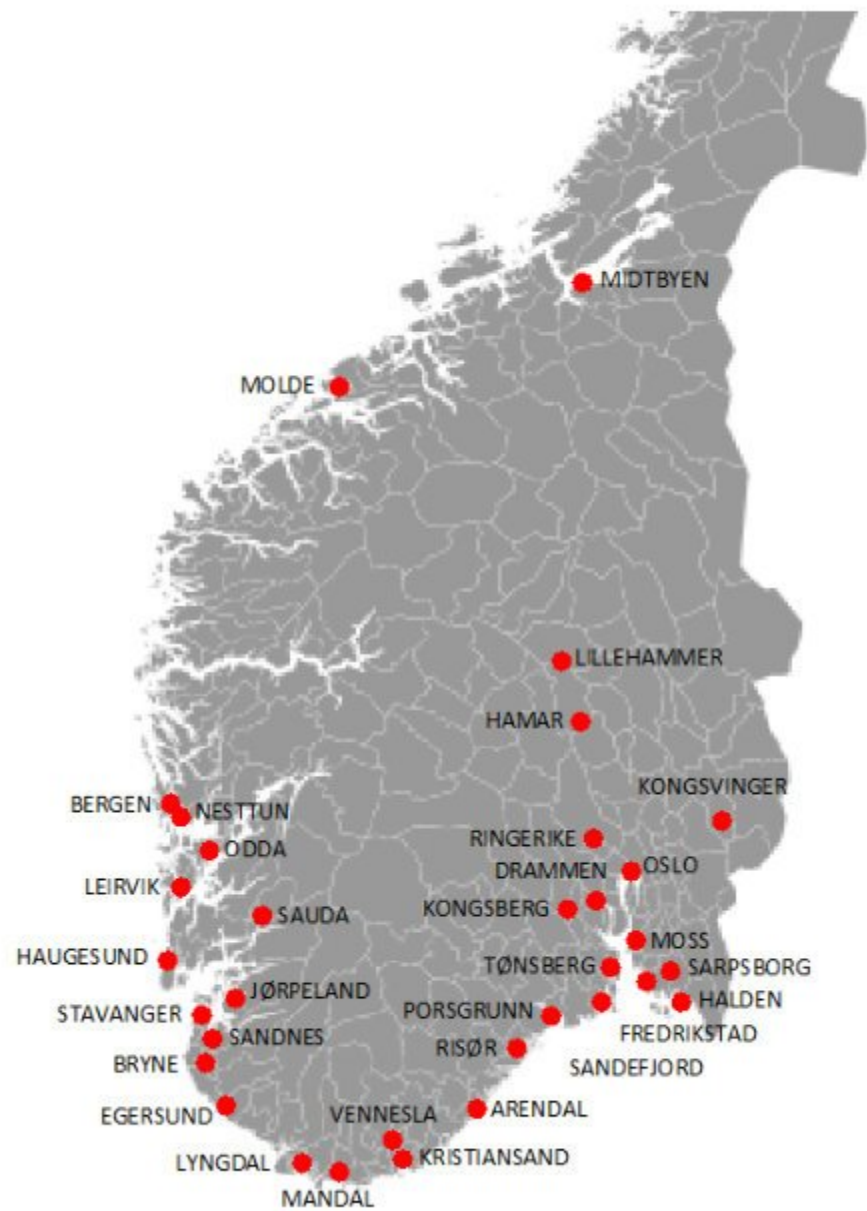 MIDTBYEN
MOLDE
LILLEHAMMER
HAMAR
KONGSVINGER
BERGEN
NESTTUN
RINGERIKE
ODDA
DRAMMEN
OSLO
LEIRVIK
SAUDA
KONGSBERG
MOSS
HAUGESUND
TØNSBERG
SARPSBORG
JØRPELAND
HALDEN
STAVANGER
PORSGRUNN
FREDRIKSTAD
SANDNES
RISØR
BRYNE
SANDEFJORD
EGERSUND
VENNESLA
ARENDAL
LYNGDAL
KRISTIANSAND
MANDAL